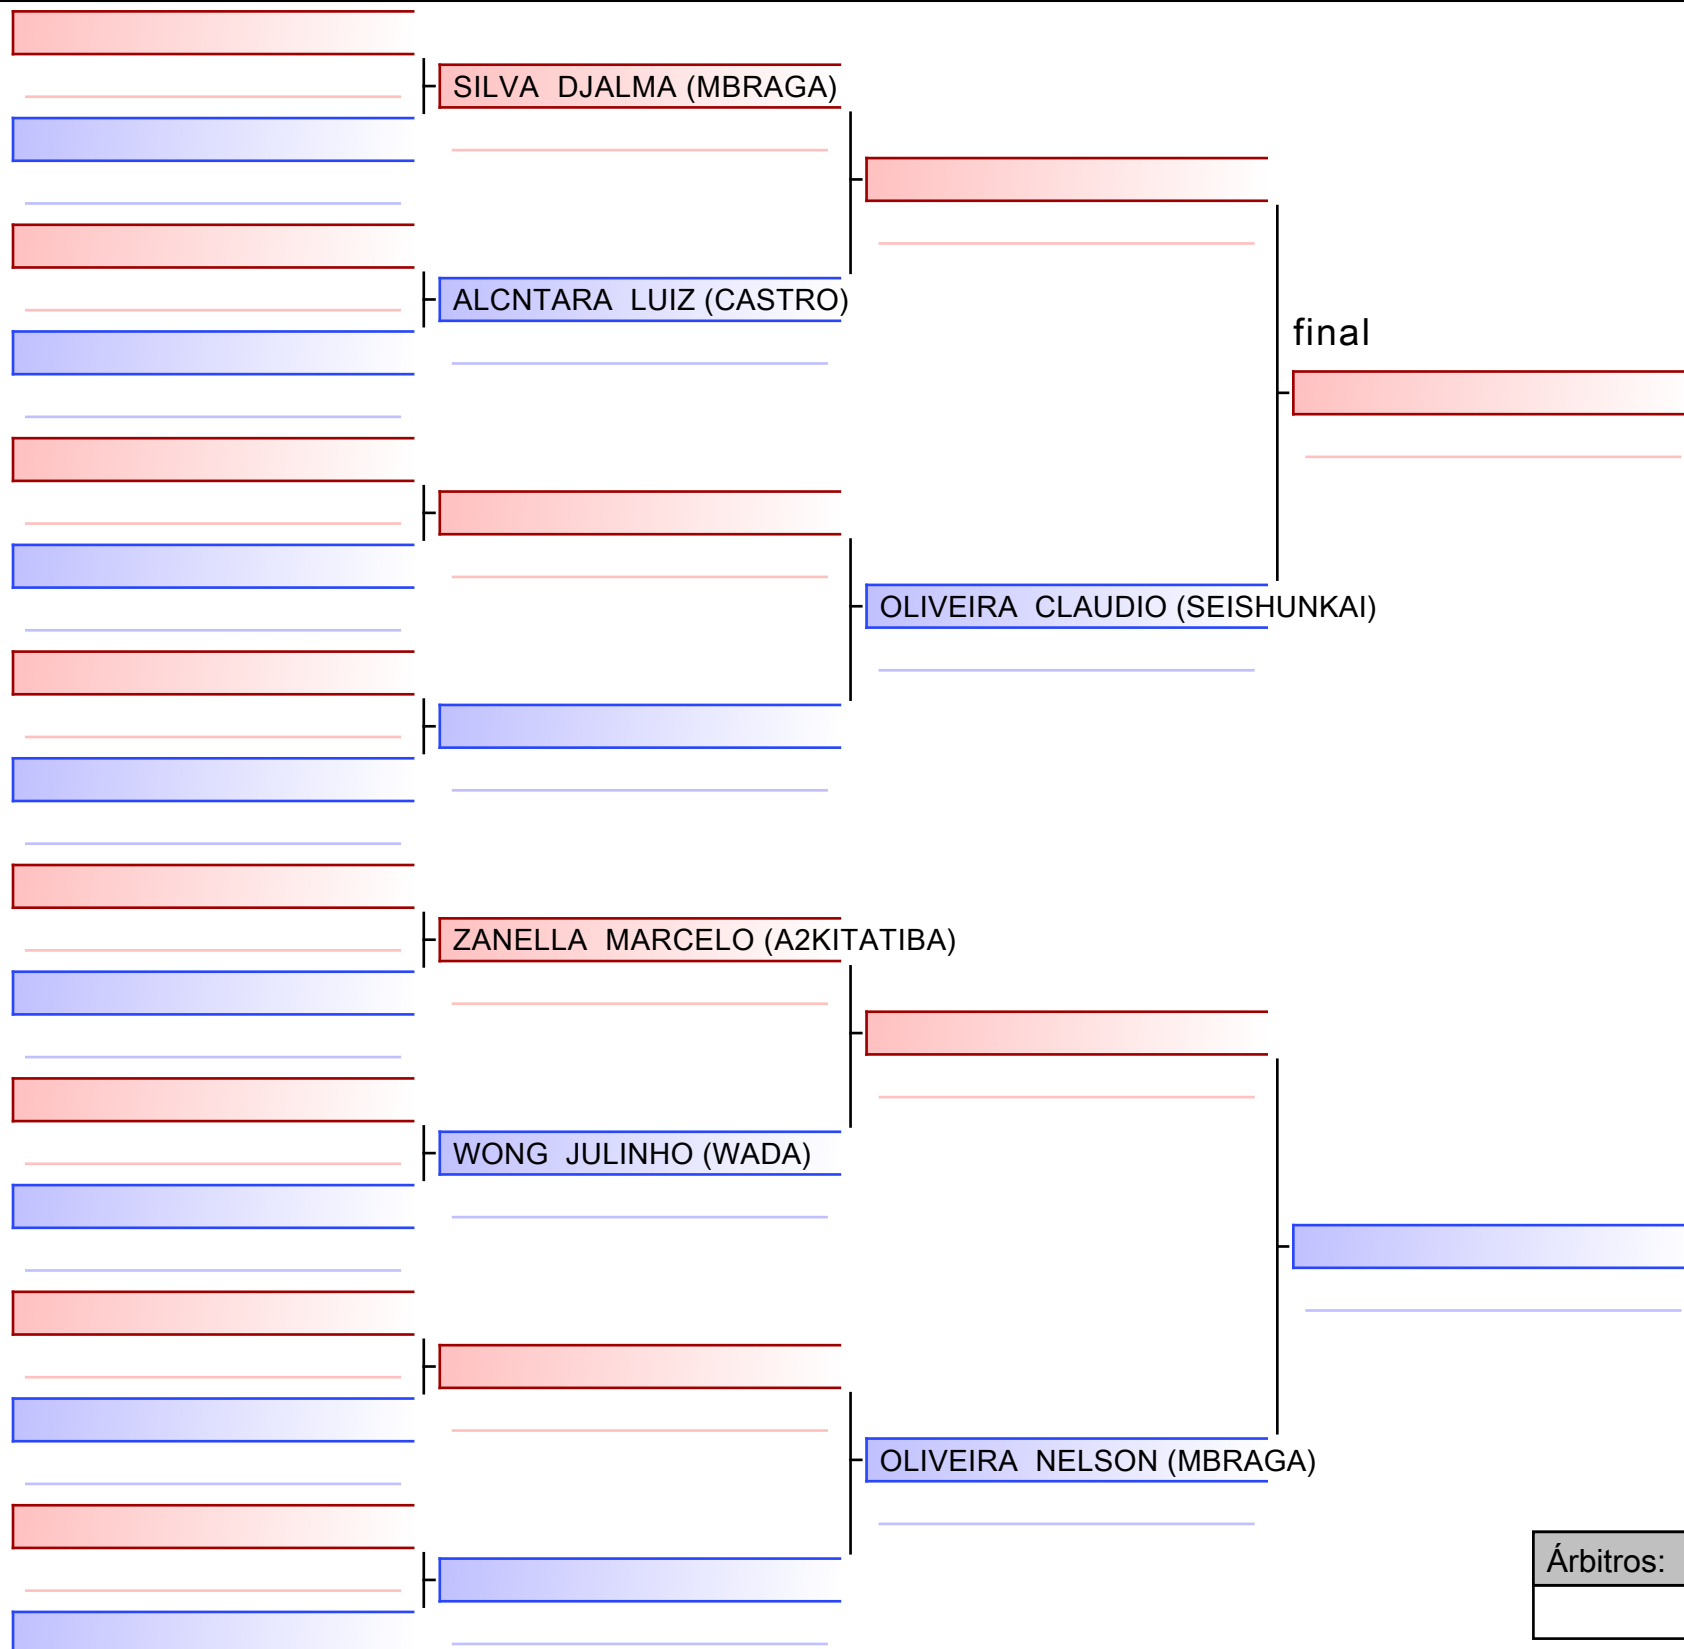 SILVA  DJALMA (MBRAGA)
ALCNTARA  LUIZ (CASTRO)
final
OLIVEIRA  CLAUDIO (SEISHUNKAI)
ZANELLA  MARCELO (A2KITATIBA)
WONG  JULINHO (WADA)
OLIVEIRA  NELSON (MBRAGA)
Árbitros: